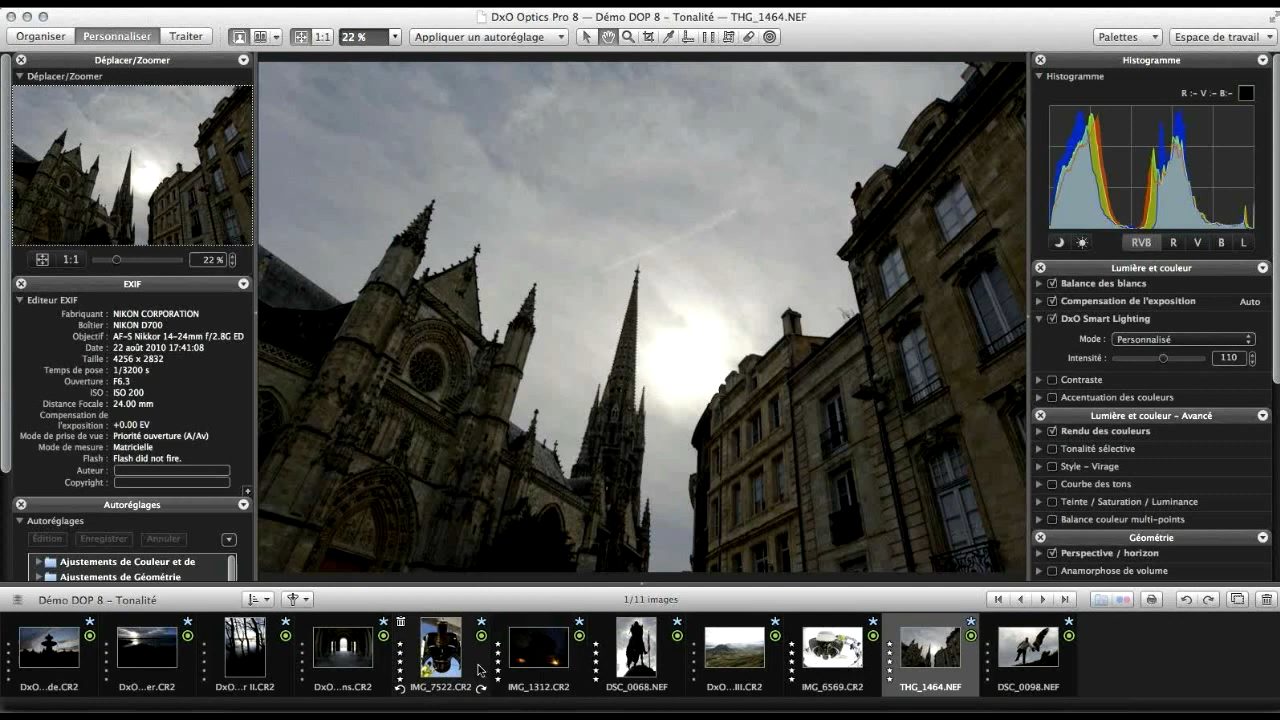 DxO Optics Pro 8 — Démo DOP 8 – Tonalité — THG_1464.NEF
Organiser Personnaliser Traiter 1:1 22 % Appliquer un autoréglage Palettes Espace de travail
Déplacer/Zoomer
Déplacer/Zoomer
1:1 22 %
EXIF
Editeur EXIF
Fabriquant : NIKON CORPORATION
Boîtier : NIKON D700
Objectif : AF-S Nikkor 14-24mm f/2.8G ED
Date : 22 août 2010 17:41:08
Taille : 4256 x 2832
Temps de pose : 1/3200 s
Ouverture : F6.3
ISO : ISO 200
Distance Focale : 24.00 mm
Compensation de
l'exposition : +0.00 EV
Mode de prise de vue : Priorité ouverture (A/Av)
Mode de mesure : Matricielle
Flash : Flash did not fire.
Auteur :
Copyright :
Autoréglages
Autoréglages
Édition Enregistrer Annuler
Ajustements de Couleur et de
Ajustements de Géométrie
Histogramme
Histogramme
R :- V :- B:-
RVB R V B L
Lumière et couleur
Balance des blancs
Compensation de l'exposition Auto
DxO Smart Lighting
Mode : Personnalisé
Intensité : 110
Contraste
Accentuation des couleurs
Lumière et couleur – Avancé
Rendu des couleurs
Tonalité sélective
Style – Virage
Courbe des tons
Teinte / Saturation / Luminance
Balance couleur multi-points
Géométrie
Perspective / horizon
Anamorphose de volume
Démo DOP 8 – Tonalité 1/11 images
DxO...de.CR2 DxO...er.CR2 DxO...r II.CR2 DxO...ns.CR2 IMG_7522.CR2 IMG_1312.CR2 DSC_0068.NEF DxO...III.CR2 IMG_6569.CR2 THG_1464.NEF DSC_0098.NEF